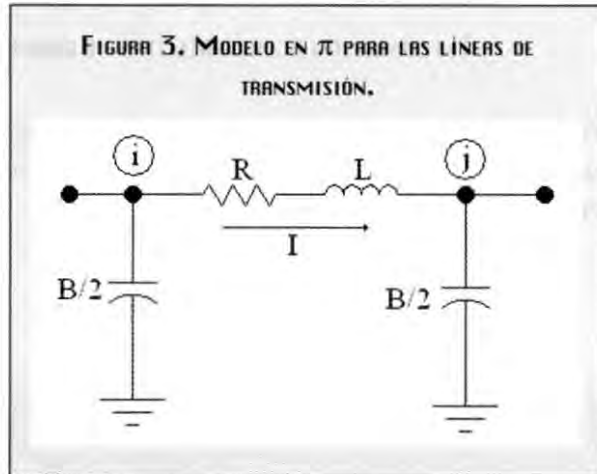 FIGURA 3. MODELO EN π PARA LAS LÍNEAS DE
TRANSMISIÓN.
i
R
L
j
I
B/2
B/2